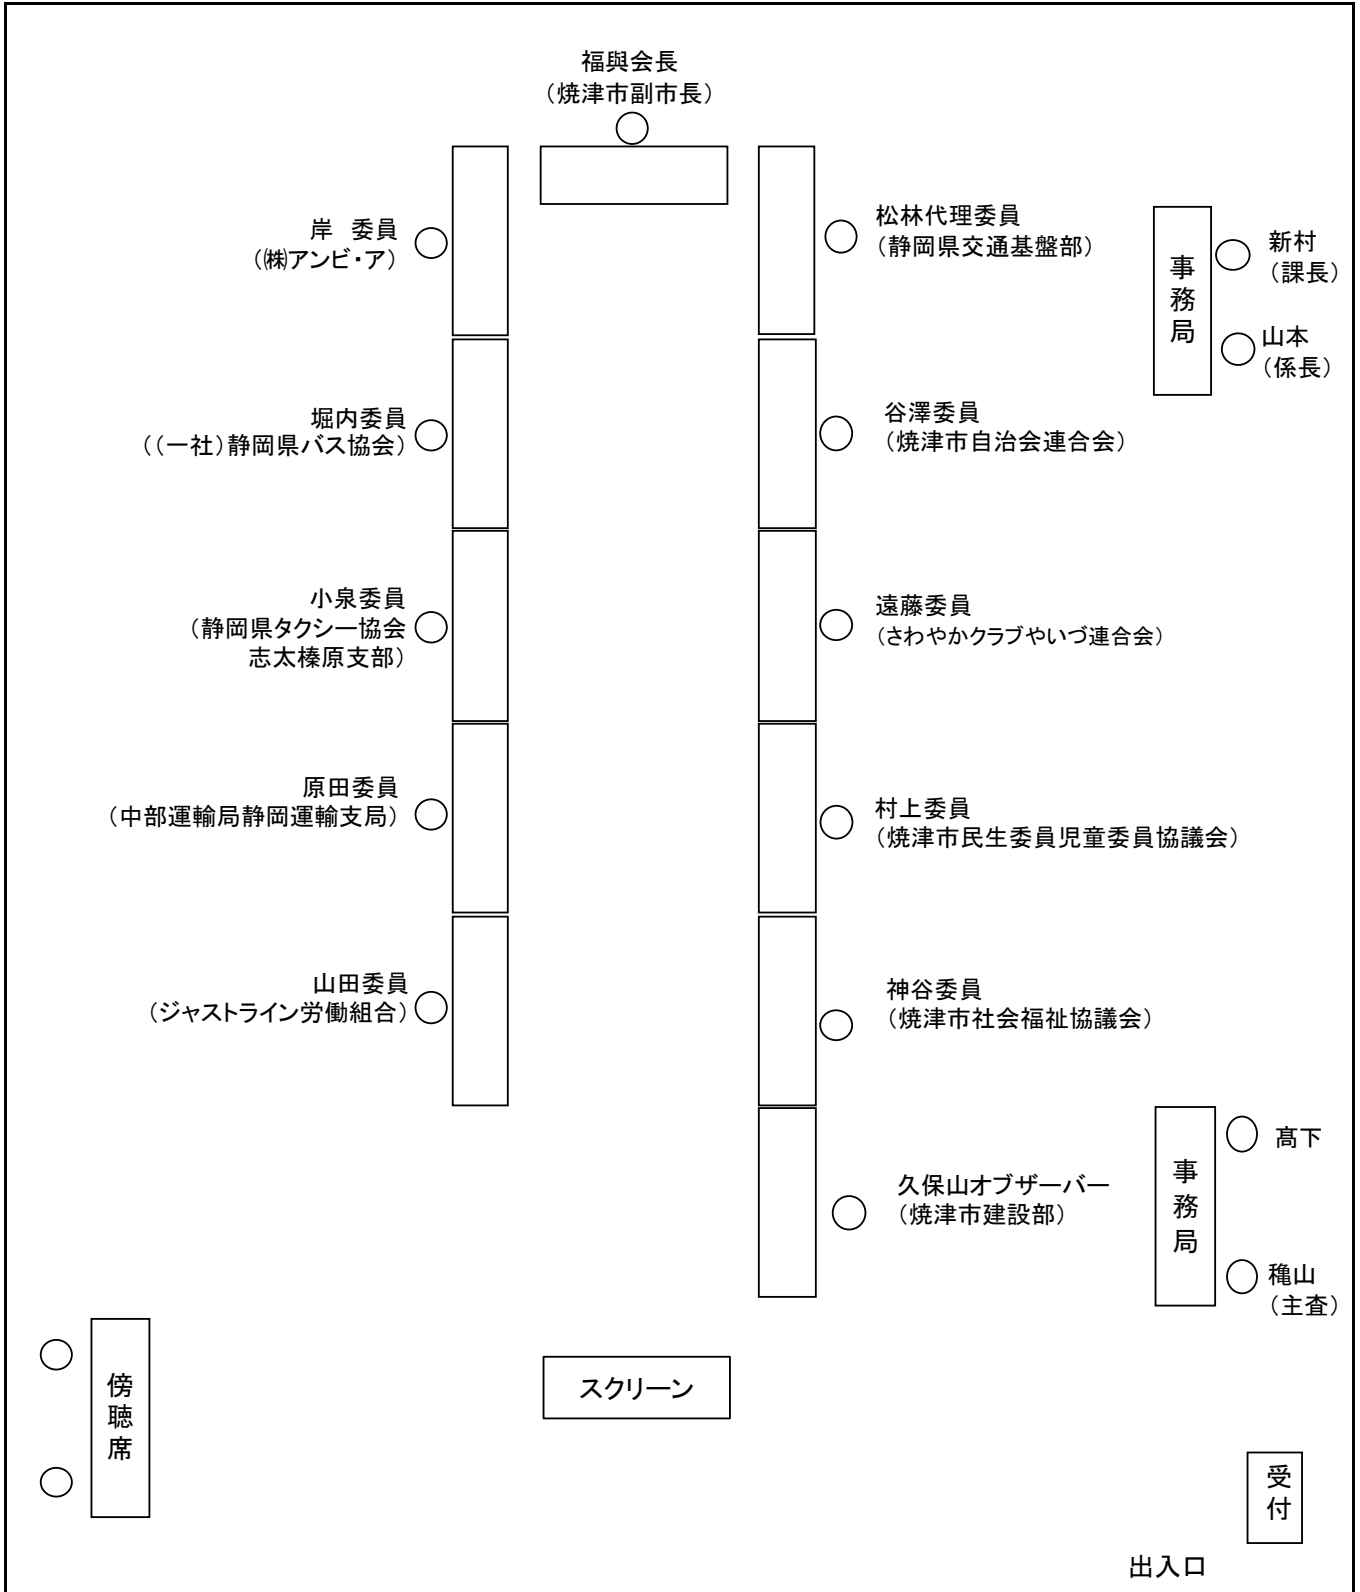 福與会長
（焼津市副市長）
岸　委員
（㈱アンビ・ア）
堀内委員
（（一社）静岡県バス協会）
小泉委員
（静岡県タクシー協会
志太榛原支部）
原田委員
（中部運輸局静岡運輸支局）
山田委員
（ジャストライン労働組合）
松林代理委員
（静岡県交通基盤部）
谷澤委員
（焼津市自治会連合会）
遠藤委員
（さわやかクラブやいづ連合会）
村上委員
（焼津市民生委員児童委員協議会）
神谷委員
（焼津市社会福祉協議会）
久保山オブザーバー
（焼津市建設部）
事務局
新村
（課長）
山本
（係長）
事務局
髙下
穐山
（主査）
傍聴席
スクリーン
受付
出入口